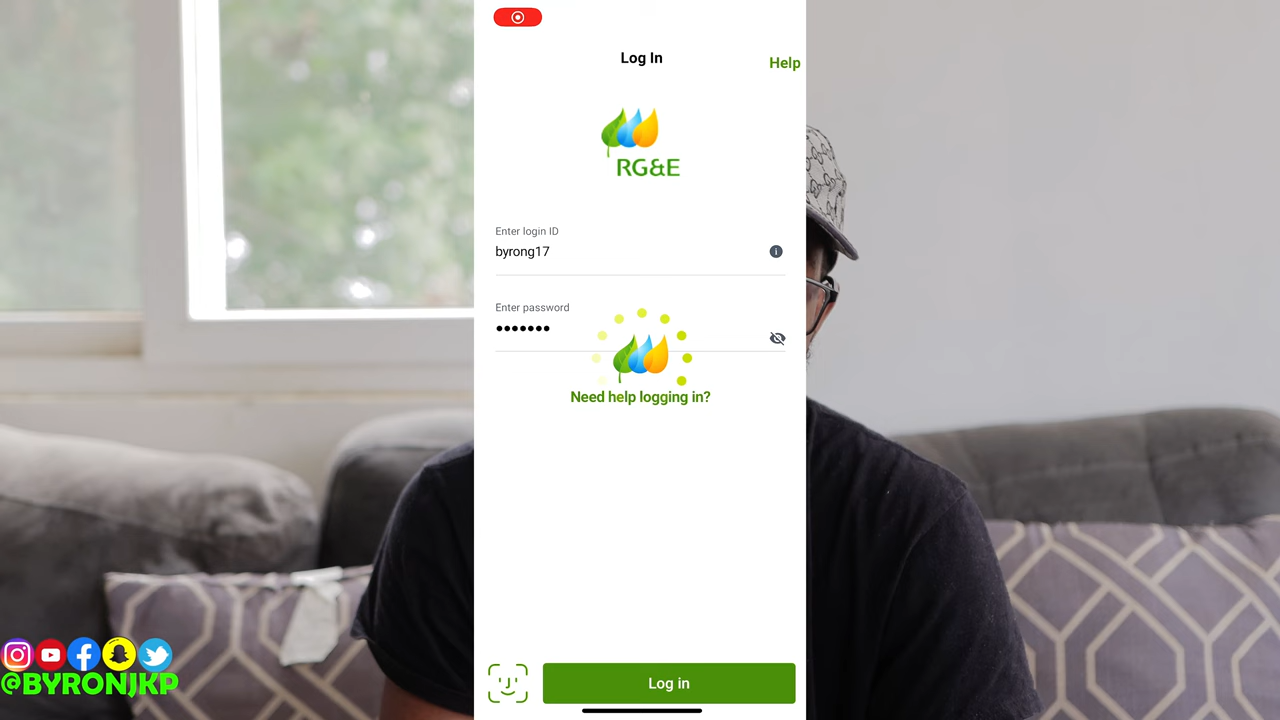 Log In
Help
RG&E
Enter login ID
byrong17
Enter password
Need help logging in?
Log in
@BYRONJKP